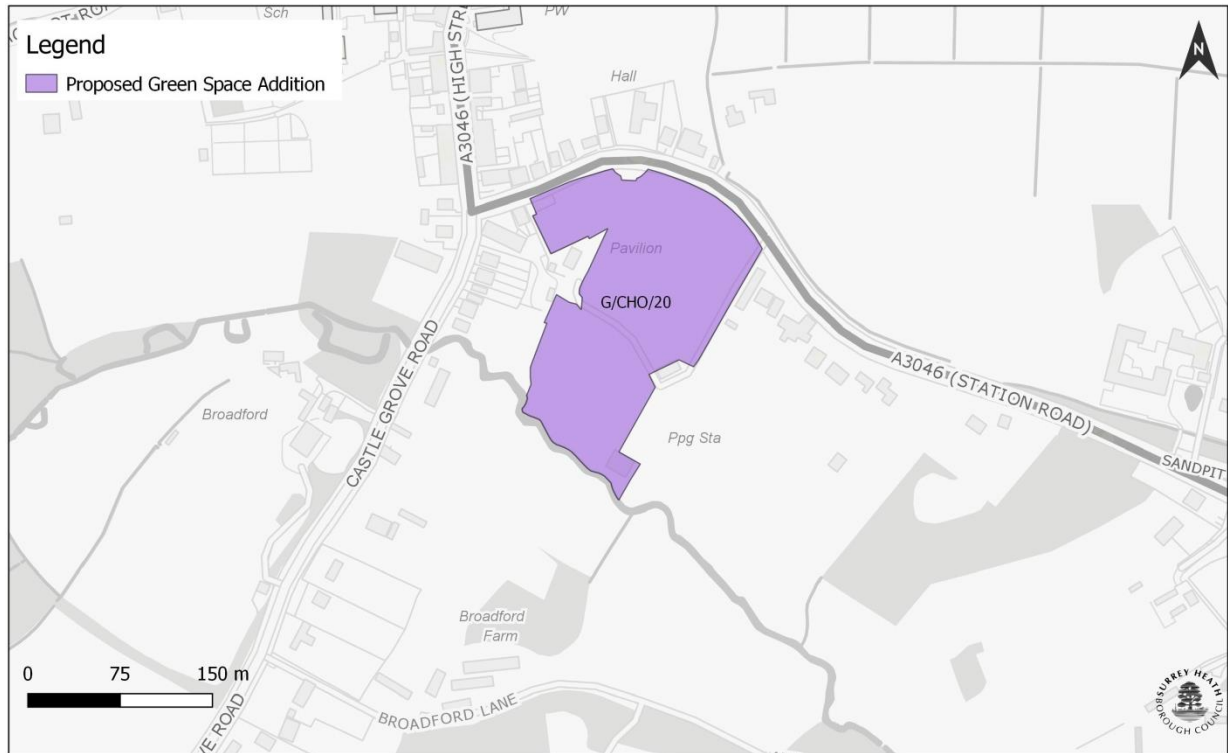 Legend
Proposed Green Space Addition
Sch
PW
A3046 (HIGH STRE
N
Hall
Pavilion
G/CHO/20
A3046 (STATION ROAD)
SANDPIT
CASTLE GROVE ROAD
Broadford
Ppg Sta
Broadford
Farm
BROADFORD LANE
VE ROAD
0 75 150 m
SURREY HEATH
BOROUGH COUNCIL